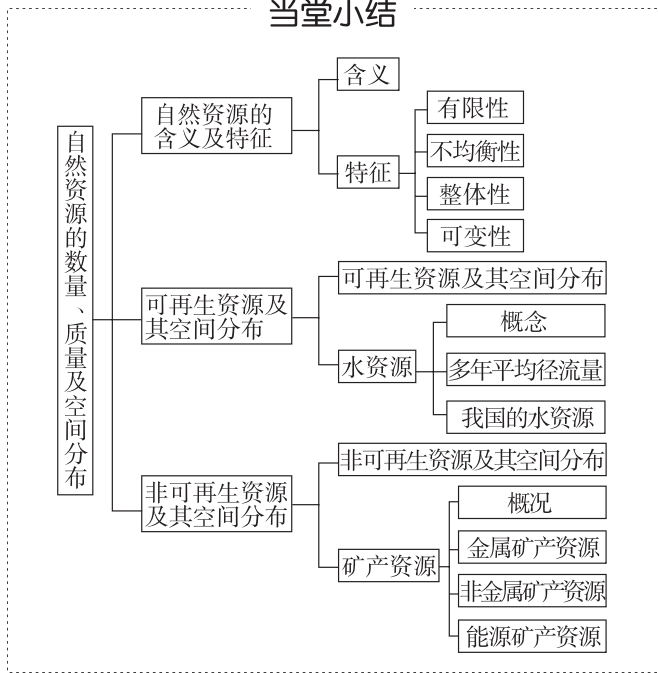 当堂小结
自然资源的数量、质量及空间分布
自然资源的
含义及特征
含义
特征
有限性
不均衡性
整体性
可变性
可再生资源及
其空间分布
可再生资源及其空间分布
水资源
概念
多年平均径流量
我国的水资源
非可再生资源
及其空间分布
非可再生资源及其空间分布
矿产资源
概况
金属矿产资源
非金属矿产资源
能源矿产资源